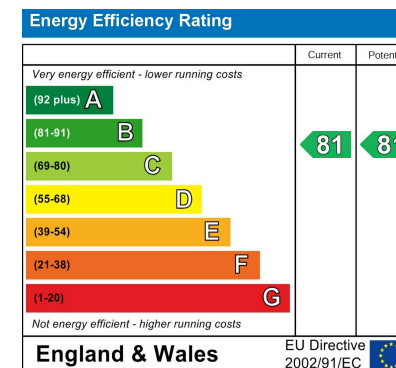 Energy Efficiency Rating
Current Potent
Very energy efficient - lower running costs
(92 plus) A
(81-91) B
81 81
(69-80) C
(55-68) D
(39-54) E
(21-38) F
(1-20) G
Not energy efficient - higher running costs
England & Wales
EU Directive
2002/91/EC